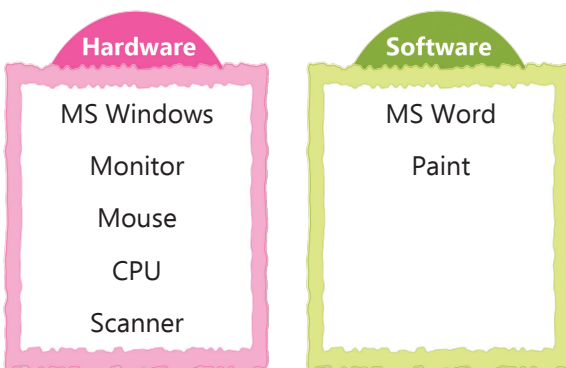 Hardware
MS Windows
Monitor
Mouse
CPU
Scanner
Software
MS Word
Paint